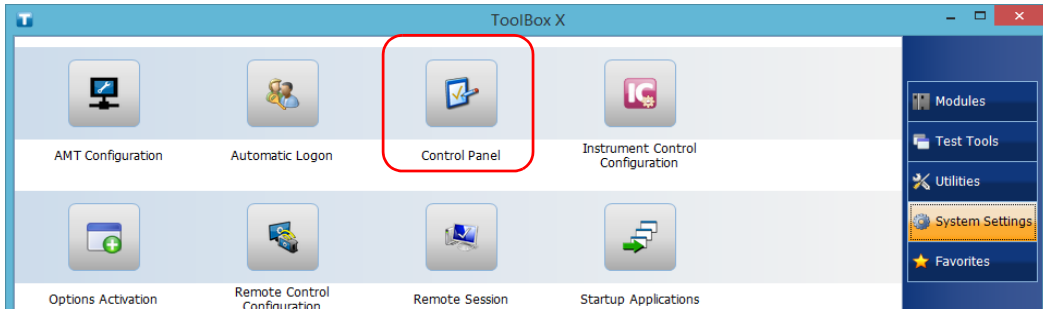 ToolBox X
AMT Configuration
Automatic Logon
Control Panel
Instrument Control
Configuration
Options Activation
Remote Control
Configuration
Remote Session
Startup Applications
Modules
Test Tools
Utilities
System Settings
Favorites